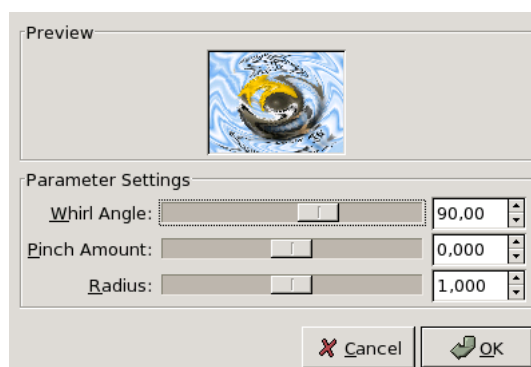 Preview
Parameter Settings
Whirl Angle: 90,00
Pinch Amount: 0,000
Radius: 1,000
Cancel OK